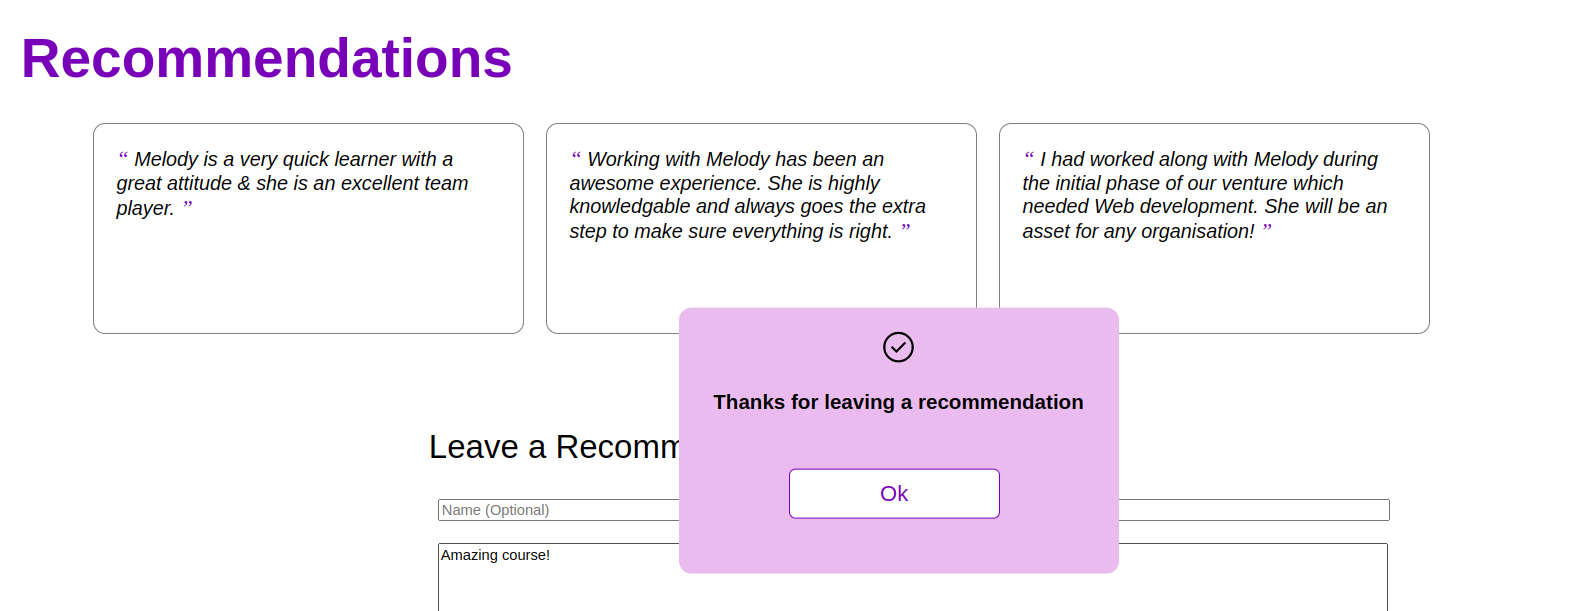 Recommendations
“ Melody is a very quick learner with a
great attitude & she is an excellent team
player. ”
“ Working with Melody has been an
awesome experience. She is highly
knowledgable and always goes the extra
step to make sure everything is right. ”
“ I had worked along with Melody during
the initial phase of our venture which
needed Web development. She will be an
asset for any organisation! ”
Thanks for leaving a recommendation
Ok
Leave a Recomm
Name (Optional)
Amazing course!